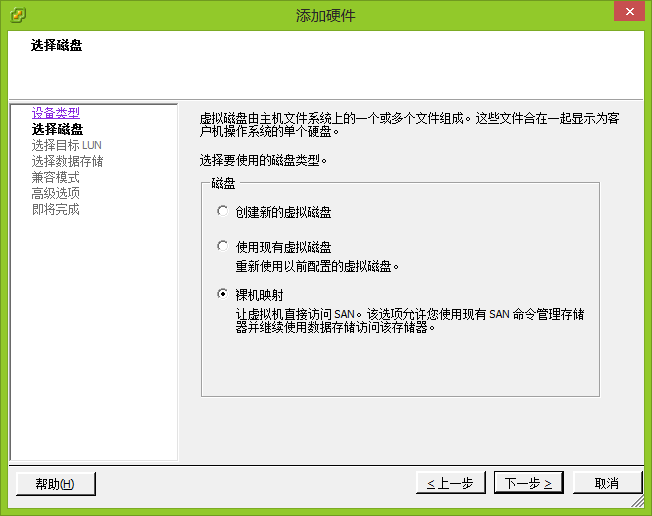 添加硬件
选择磁盘
设备类型
选择磁盘
选择目标 LUN
选择数据存储
兼容模式
高级选项
即将完成
虚拟磁盘由主机文件系统上的一个或多个文件组成。这些文件合在一起显示为客
户机操作系统的单个硬盘。
选择要使用的磁盘类型。
磁盘
创建新的虚拟磁盘
使用现有虚拟磁盘
重新使用以前配置的虚拟磁盘。
裸机映射
让虚拟机直接访问 SAN。该选项允许您使用现有 SAN 命令管理存储
器并继续使用数据存储访问该存储器。
帮助(H)
< 上一步
下一步 >
取消